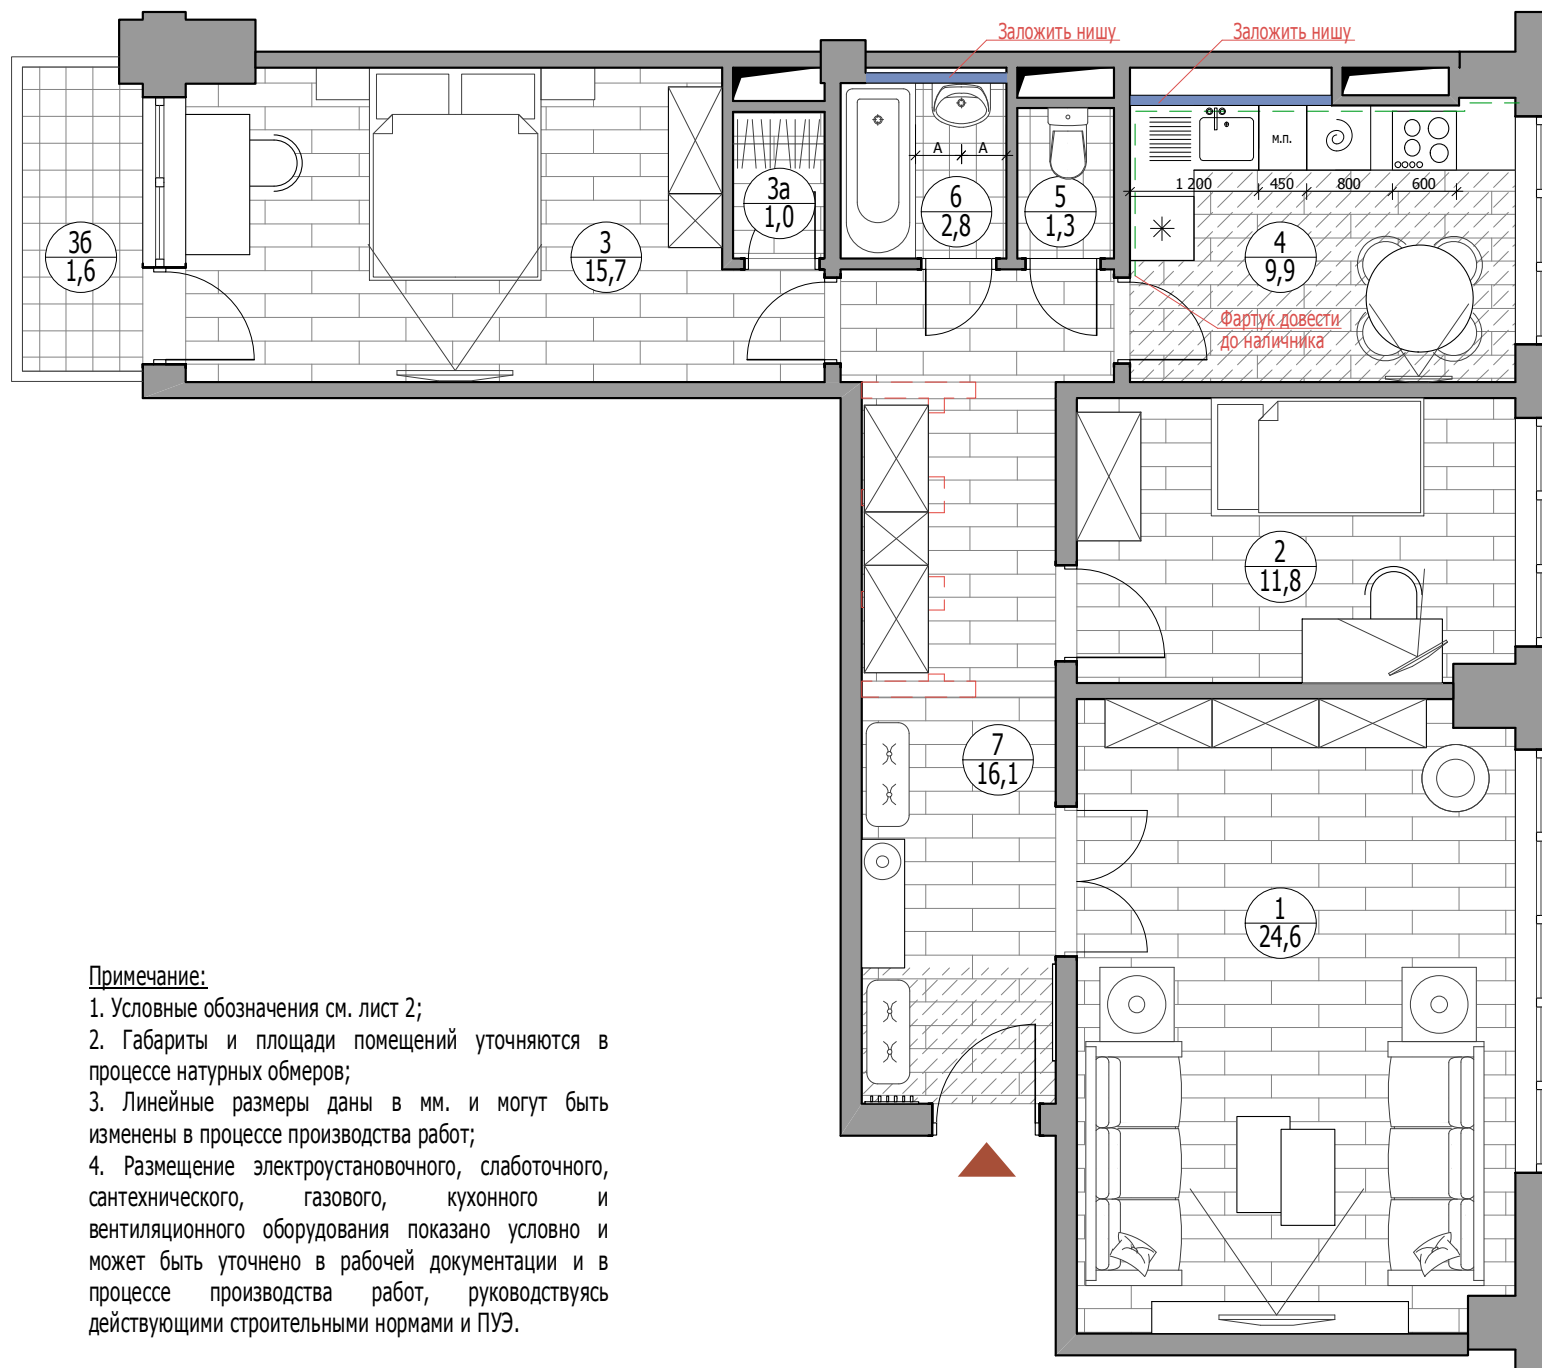 Заложить нишу
Заложить нишу
А А
м.п.
1 200 450 800 600
3а
1,0
6
2,8
5
1,3
3б
1,6
3
15,7
4
9,9
Фартук довести
до наличника
2
11,8
7
16,1
1
24,6
Примечание:
1. Условные обозначения см. лист 2;
2. Габариты и площади помещений уточняются в
процессе натурных обмеров;
3. Линейные размеры даны в мм. и могут быть
изменены в процессе производства работ;
4. Размещение электроустановочного, слаботочного,
сантехнического, газового, кухонного и
вентиляционного оборудования показано условно и
может быть уточнено в рабочей документации и в
процессе производства работ, руководствуясь
действующими строительными нормами и ПУЭ.